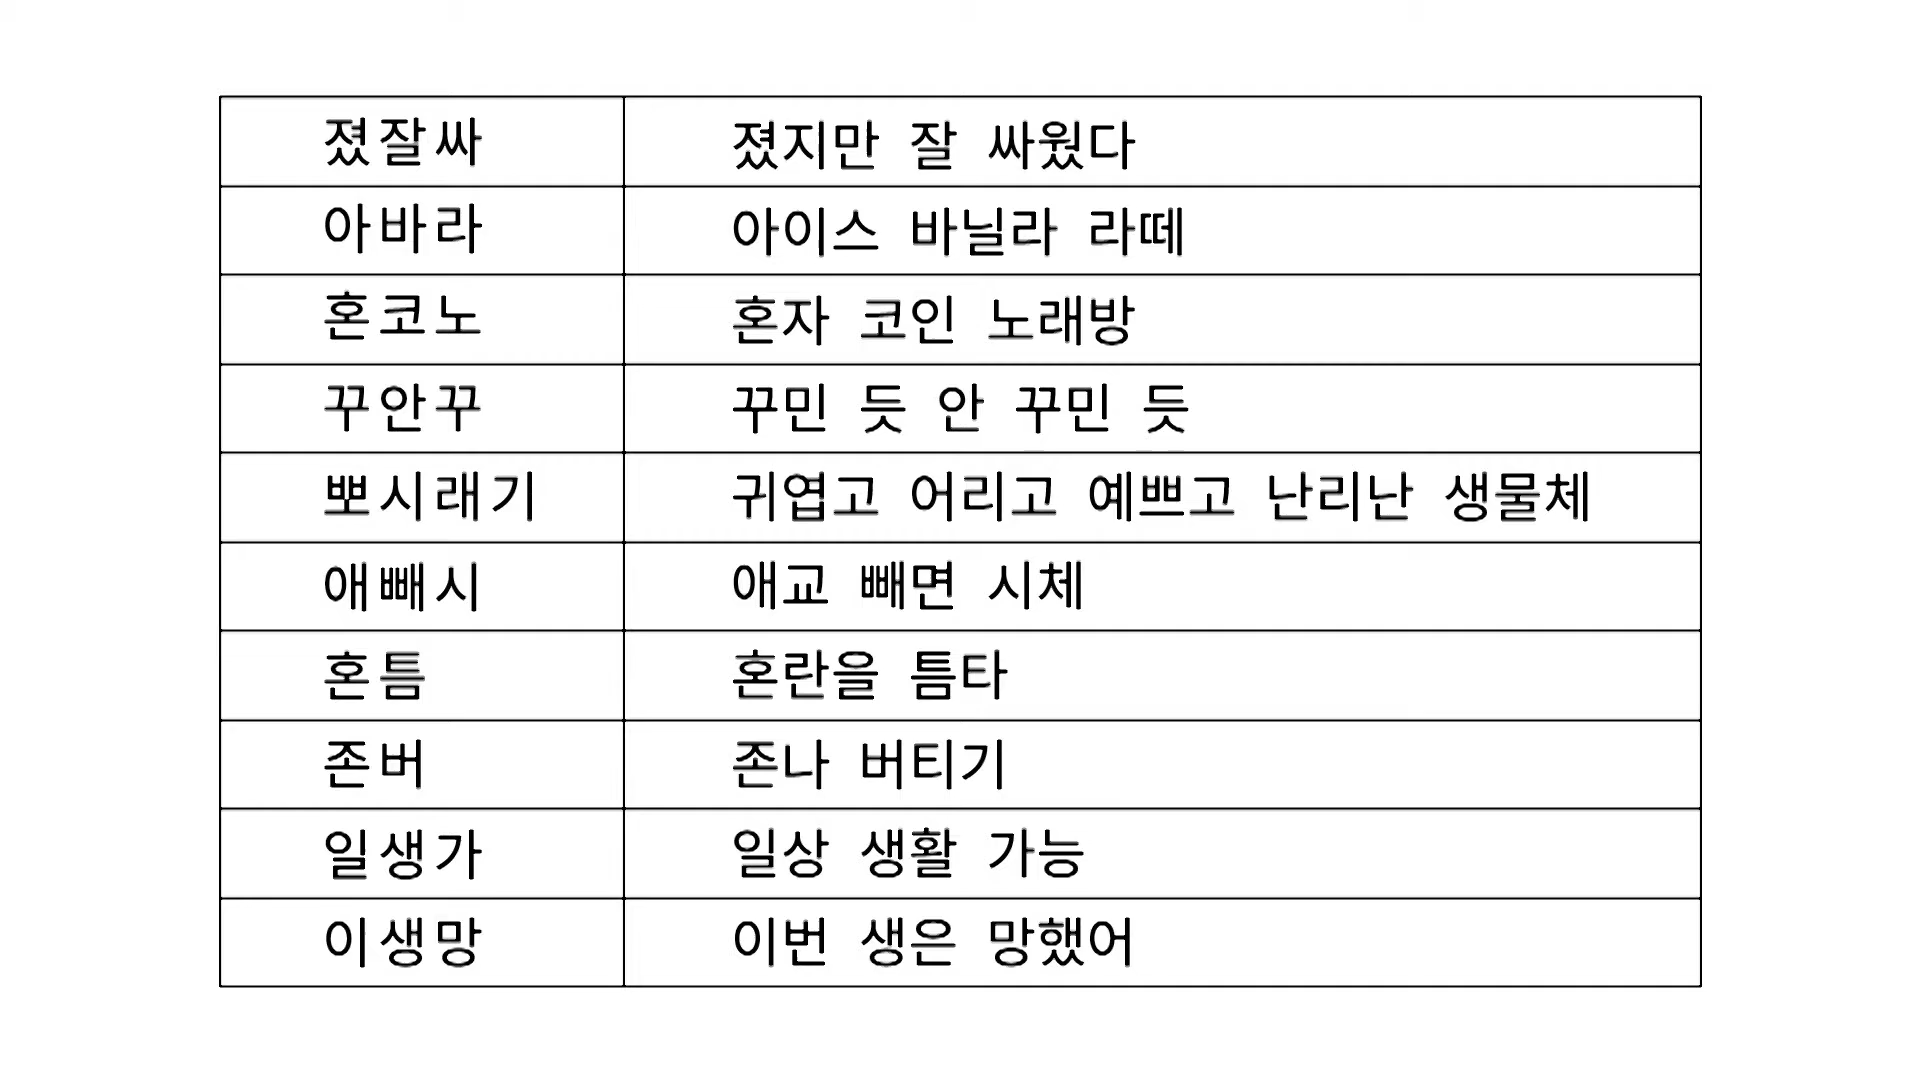 졌잘싸 졌지만 잘 싸웠다
아바라 아이스 바닐라 라떼
혼코노 혼자 코인 노래방
꾸안꾸 꾸민 듯 안 꾸민 듯
뽀시래기 귀엽고 어리고 예쁘고 난리난 생물체
애빼시 애교 빼면 시체
혼틈 혼란을 틈타
존버 존나 버티기
일생가 일상 생활 가능
이생망 이번 생은 망했어